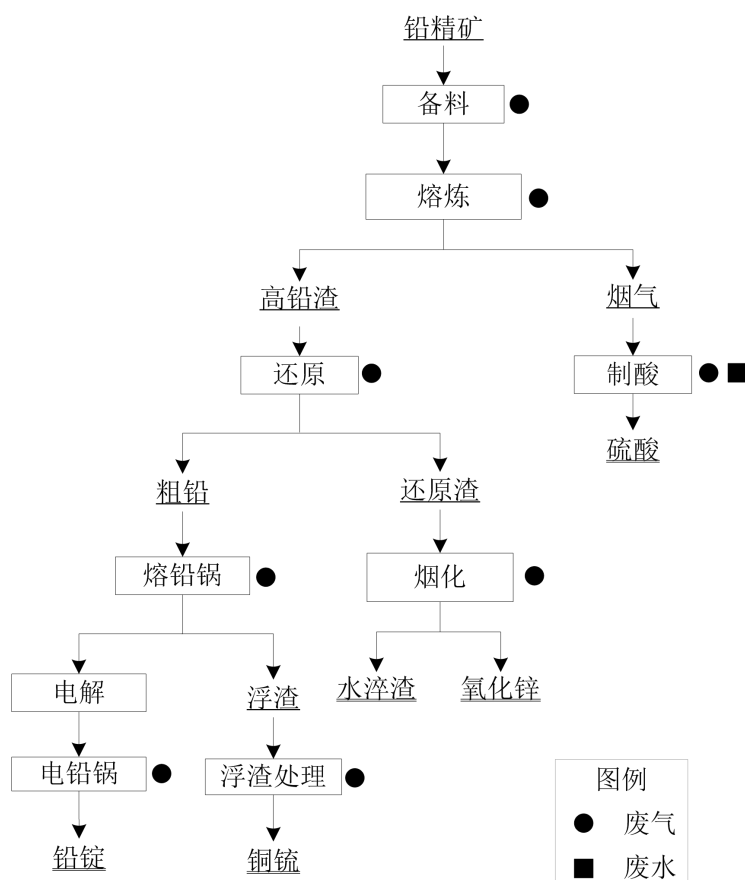 铅精矿
备料
熔炼
高铅渣
烟气
还原
制酸
硫酸
粗铅
还原渣
熔铅锅
烟化
电解
浮渣
水淬渣
氧化锌
电铅锅
浮渣处理
铅锭
铜锍
图例
废气
废水